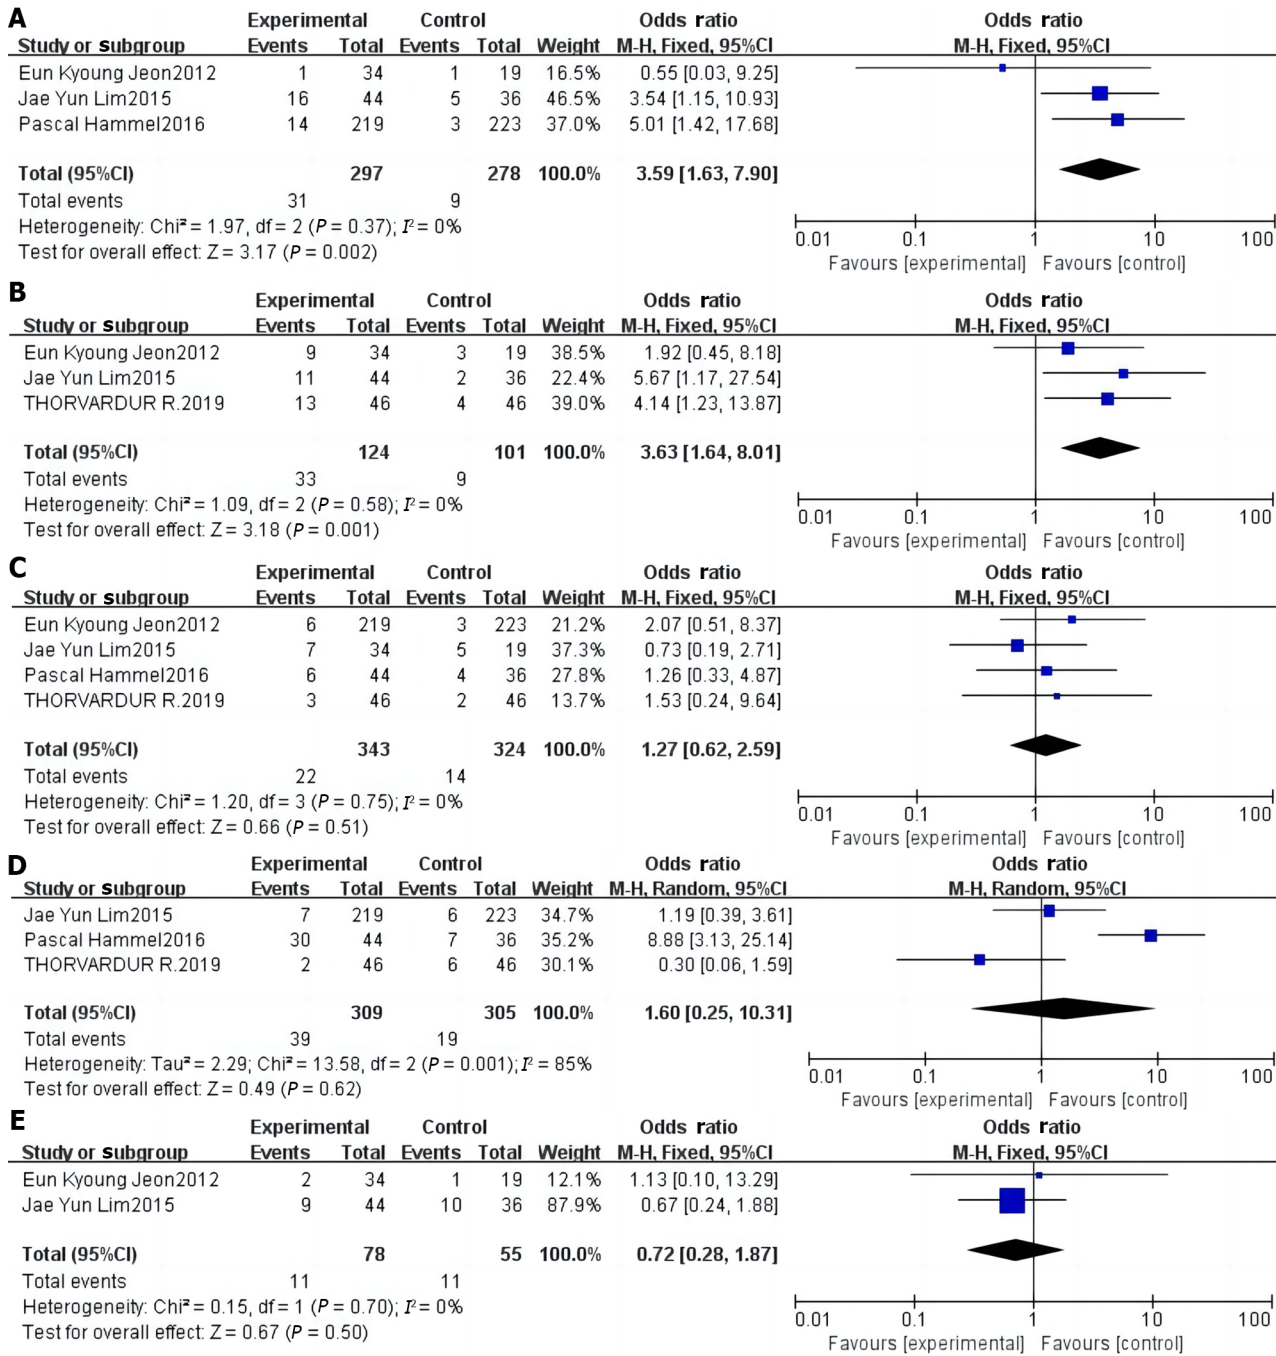 A
Experimental Control Odds ratio Odds ratio
Study or subgroup Events Total Events Total Weight M-H, Fixed, 95%CI M-H, Fixed, 95%CI
Eun Kyoung Jeon2012 1 34 1 19 16.5% 0.55 [0.03, 9.25]
Jae Yun Lim2015 16 44 5 36 46.5% 3.54 [1.15, 10.93]
Pascal Hammel2016 14 219 3 223 37.0% 5.01 [1.42, 17.68]
Total (95%CI) 297 278 100.0% 3.59 [1.63, 7.90]
Total events 31 9
Heterogeneity: Chi² = 1.97, df = 2 (P = 0.37); I² = 0%
Test for overall effect: Z = 3.17 (P = 0.002)
0.01 0.1 1 10 100
Favours [experimental] Favours [control]
B
Experimental Control Odds ratio Odds ratio
Study or subgroup Events Total Events Total Weight M-H, Fixed, 95%CI M-H, Fixed, 95%CI
Eun Kyoung Jeon2012 9 34 3 19 38.5% 1.92 [0.45, 8.18]
Jae Yun Lim2015 11 44 2 36 22.4% 5.67 [1.17, 27.54]
THORVARDUR R.2019 13 46 4 46 39.0% 4.14 [1.23, 13.87]
Total (95%CI) 124 101 100.0% 3.63 [1.64, 8.01]
Total events 33 9
Heterogeneity: Chi² = 1.09, df = 2 (P = 0.58); I² = 0%
Test for overall effect: Z = 3.18 (P = 0.001)
0.01 0.1 1 10 100
Favours [experimental] Favours [control]
C
Experimental Control Odds ratio Odds ratio
Study or subgroup Events Total Events Total Weight M-H, Fixed, 95%CI M-H, Fixed, 95%CI
Eun Kyoung Jeon2012 6 219 3 223 21.2% 2.07 [0.51, 8.37]
Jae Yun Lim2015 7 34 5 19 37.3% 0.73 [0.19, 2.71]
Pascal Hammel2016 6 44 4 36 27.8% 1.26 [0.33, 4.87]
THORVARDUR R.2019 3 46 2 46 13.7% 1.53 [0.24, 9.64]
Total (95%CI) 343 324 100.0% 1.27 [0.62, 2.59]
Total events 22 14
Heterogeneity: Chi² = 1.20, df = 3 (P = 0.75); I² = 0%
Test for overall effect: Z = 0.66 (P = 0.51)
0.01 0.1 1 10 100
Favours [experimental] Favours [control]
D
Experimental Control Odds ratio Odds ratio
Study or subgroup Events Total Events Total Weight M-H, Random, 95%CI M-H, Random, 95%CI
Jae Yun Lim2015 7 219 6 223 34.7% 1.19 [0.39, 3.61]
Pascal Hammel2016 30 44 7 36 35.2% 8.88 [3.13, 25.14]
THORVARDUR R.2019 2 46 6 46 30.1% 0.30 [0.06, 1.59]
Total (95%CI) 309 305 100.0% 1.60 [0.25, 10.31]
Total events 39 19
Heterogeneity: Tau² = 2.29; Chi² = 13.58, df = 2 (P = 0.001); I² = 85%
Test for overall effect: Z = 0.49 (P = 0.62)
0.01 0.1 1 10 100
Favours [experimental] Favours [control]
E
Experimental Control Odds ratio Odds ratio
Study or subgroup Events Total Events Total Weight M-H, Fixed, 95%CI M-H, Fixed, 95%CI
Eun Kyoung Jeon2012 2 34 1 19 12.1% 1.13 [0.10, 13.29]
Jae Yun Lim2015 9 44 10 36 87.9% 0.67 [0.24, 1.88]
Total (95%CI) 78 55 100.0% 0.72 [0.28, 1.87]
Total events 11 11
Heterogeneity: Chi² = 0.15, df = 1 (P = 0.70); I² = 0%
Test for overall effect: Z = 0.67 (P = 0.50)
0.01 0.1 1 10 100
Favours [experimental] Favours [control]